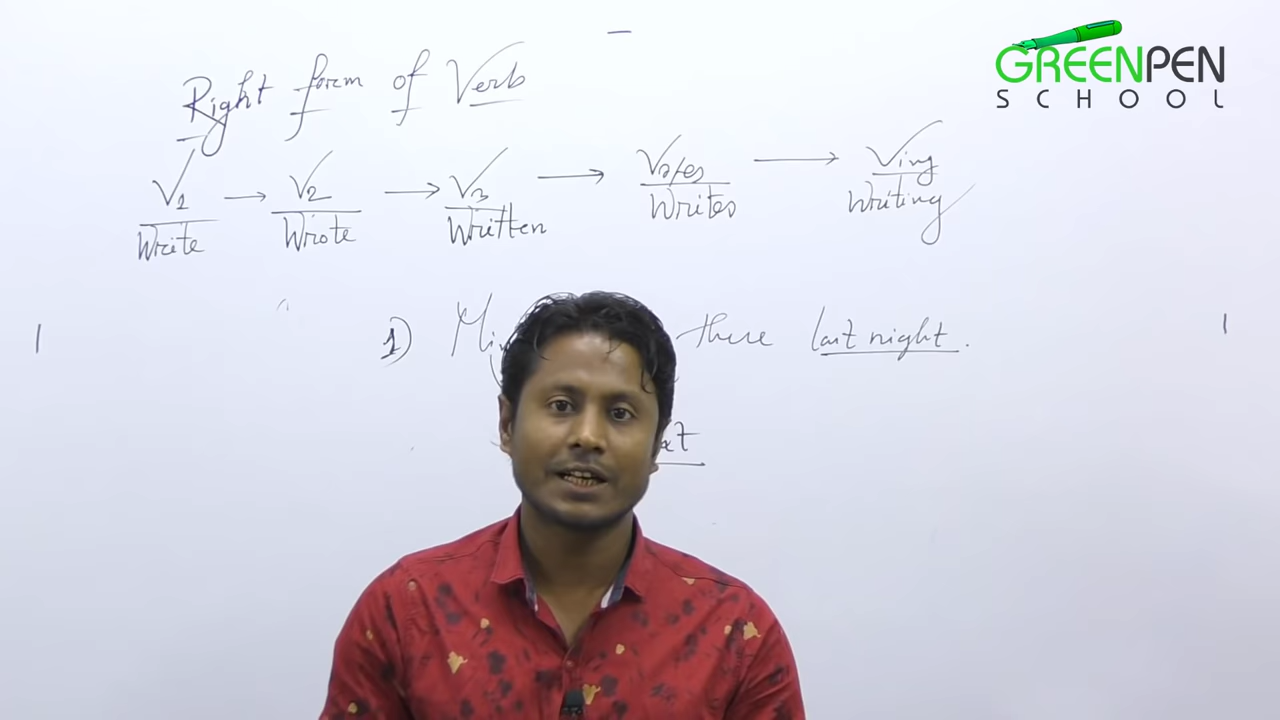 GREENPEN
SCHOOL
Right form of Verb
V1 → V2 → V3 → Vs/es → Ving
Write Wrote Written Writes Writing
1) there last night.